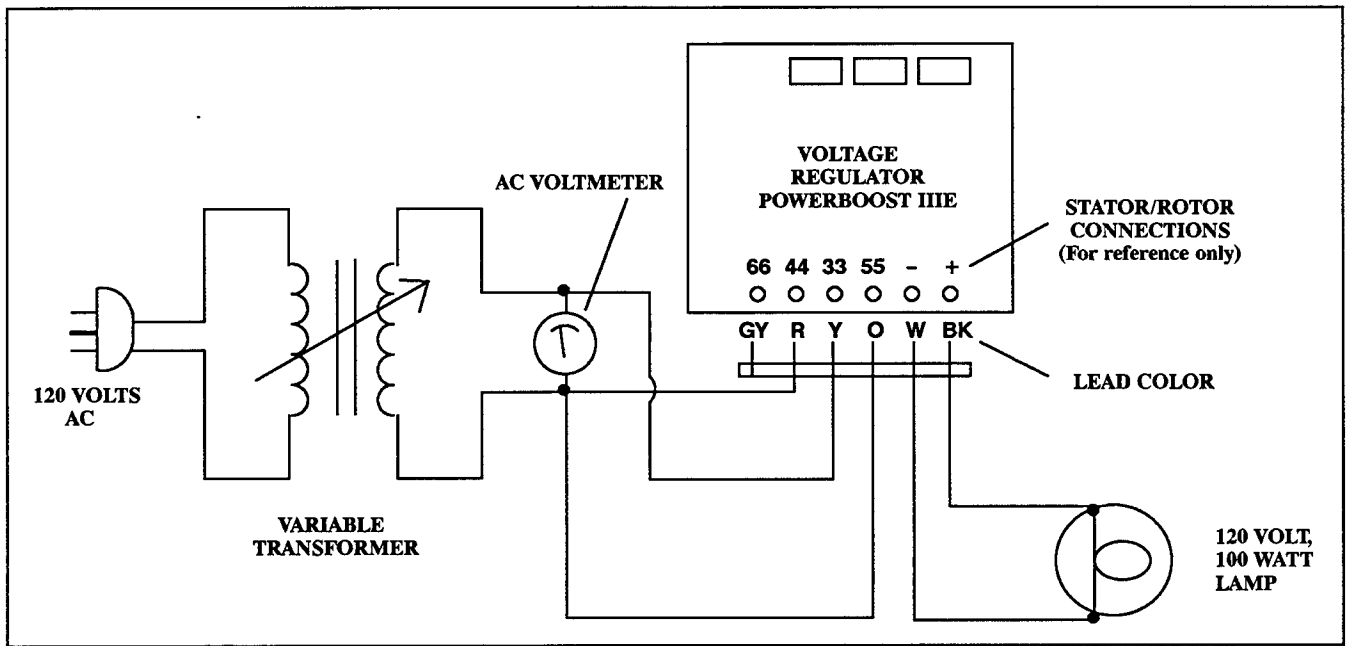 VOLTAGE
REGULATOR
POWERBOOST IIIE
AC VOLTMETER
STATOR/ROTOR
CONNECTIONS
(For reference only)
66 44 33 55 - +
GY R Y O W BK
LEAD COLOR
120 VOLTS
AC
VARIABLE
TRANSFORMER
120 VOLT,
100 WATT
LAMP